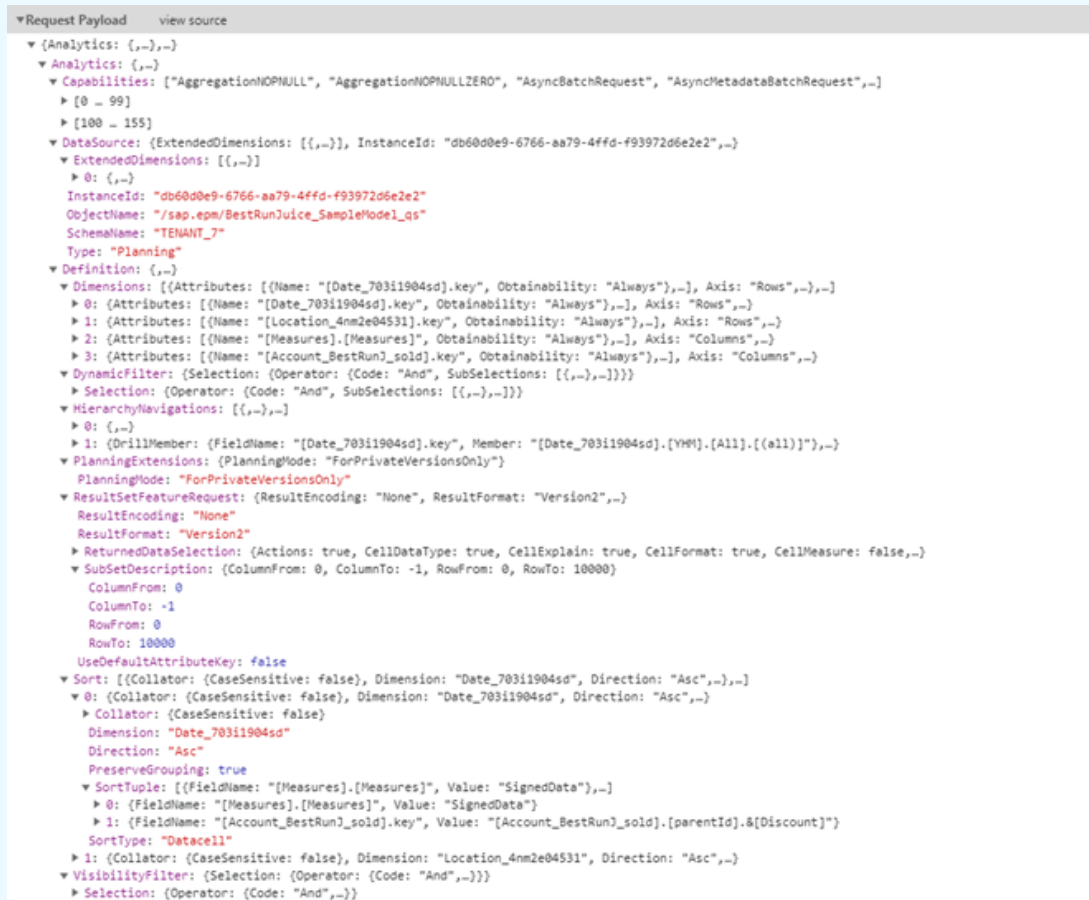 ▼Request Payload view source
▼ {Analytics: {,…},…}
▼ Analytics: {,…}
▼ Capabilities: ["AggregationNOPNULL", "AggregationNOPNULLZERO", "AsyncBatchRequest", "AsyncMetadataBatchRequest",…]
▶ [0 … 99]
▶ [100 … 155]
▼ DataSource: {ExtendedDimensions: [{,…}], InstanceId: "db60d0e9-6766-aa79-4ffd-f93972d6e2e2",…}
▼ ExtendedDimensions: [{,…}]
▶ 0: {,…}
InstanceId: "db60d0e9-6766-aa79-4ffd-f93972d6e2e2"
ObjectName: "/sap.epm/BestRunJuice_SampleModel_qs"
SchemaName: "TENANT_7"
Type: "Planning"
▼ Definition: {,…}
▼ Dimensions: [{Attributes: [{Name: "[Date_703i1904sd].key", Obtainability: "Always"},…], Axis: "Rows",…},…]
▶ 0: {Attributes: [{Name: "[Date_703i1904sd].key", Obtainability: "Always"},…], Axis: "Rows",…}
▶ 1: {Attributes: [{Name: "[Location_4nm2e04531].key", Obtainability: "Always"},…], Axis: "Rows",…}
▶ 2: {Attributes: [{Name: "[Measures].[Measures]", Obtainability: "Always"},…], Axis: "Columns",…}
▶ 3: {Attributes: [{Name: "[Account_BestRunJ_sold].key", Obtainability: "Always"},…], Axis: "Columns",…}
▼ DynamicFilter: {Selection: {Operator: {Code: "And", SubSelections: [{,…},…]}}}
▶ Selection: {Operator: {Code: "And", SubSelections: [{,…},…]}}
▼ HierarchyNavigations: [{,…},…]
▶ 0: {,…}
▶ 1: {DrillMember: {FieldName: "[Date_703i1904sd].key", Member: "[Date_703i1904sd].[YHM].[All].[(all)]"},…}
▼ PlanningExtensions: {PlanningMode: "ForPrivateVersionsOnly"}
PlanningMode: "ForPrivateVersionsOnly"
▼ ResultSetFeatureRequest: {ResultEncoding: "None", ResultFormat: "Version2",…}
ResultEncoding: "None"
ResultFormat: "Version2"
▶ ReturnedDataSelection: {Actions: true, CellDataType: true, CellExplain: true, CellFormat: true, CellMeasure: false,…}
▼ SubSetDescription: {ColumnFrom: 0, ColumnTo: -1, RowFrom: 0, RowTo: 10000}
ColumnFrom: 0
ColumnTo: -1
RowFrom: 0
RowTo: 10000
UseDefaultAttributeKey: false
▼ Sort: [{Collator: {CaseSensitive: false}, Dimension: "Date_703i1904sd", Direction: "Asc",…},…]
▼ 0: {Collator: {CaseSensitive: false}, Dimension: "Date_703i1904sd", Direction: "Asc",…}
▶ Collator: {CaseSensitive: false}
Dimension: "Date_703i1904sd"
Direction: "Asc"
PreserveGrouping: true
▼ SortTuple: [{FieldName: "[Measures].[Measures]", Value: "SignedData"},…]
▶ 0: {FieldName: "[Measures].[Measures]", Value: "SignedData"}
▶ 1: {FieldName: "[Account_BestRunJ_sold].key", Value: "[Account_BestRunJ_sold].[parentId].&[Discount]"}
SortType: "Datacell"
▶ 1: {Collator: {CaseSensitive: false}, Dimension: "Location_4nm2e04531", Direction: "Asc",…}
▼ VisibilityFilter: {Selection: {Operator: {Code: "And",…}}}
▶ Selection: {Operator: {Code: "And",…}}